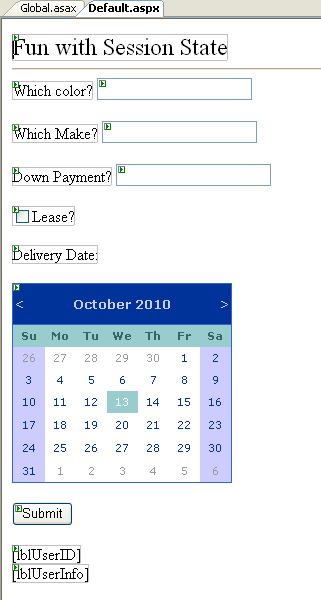 Global.asax Default.aspx
Fun with Session State
Which color?
Which Make?
Down Payment?
Lease?
Delivery Date:
< October 2010 >
Su Mo Tu We Th Fr Sa
26 27 28 29 30 1 2
3 4 5 6 7 8 9
10 11 12 13 14 15 16
17 18 19 20 21 22 23
24 25 26 27 28 29 30
31 1 2 3 4 5 6
Submit
[lblUserID]
[lblUserInfo]